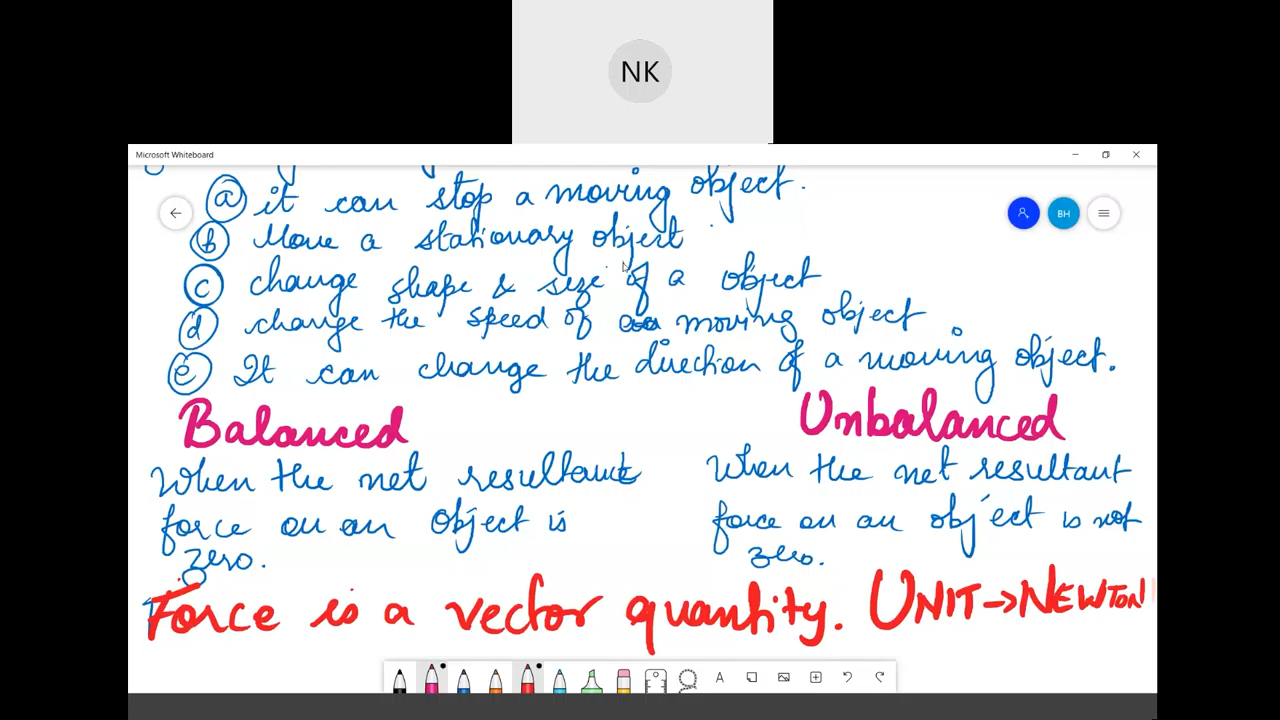 NK
Microsoft Whiteboard
(a) it can stop a moving object.
(b) Move a stationary object
BH
(c) change shape & size of a object
(d) change the speed of a moving object
(e) It can change the direction of a moving object.
Balanced Unbalanced
When the net resultant When the net resultant
force on an object is force on an object is not
zero. zero.
Force is a vector quantity. UNIT→NEWTON
A